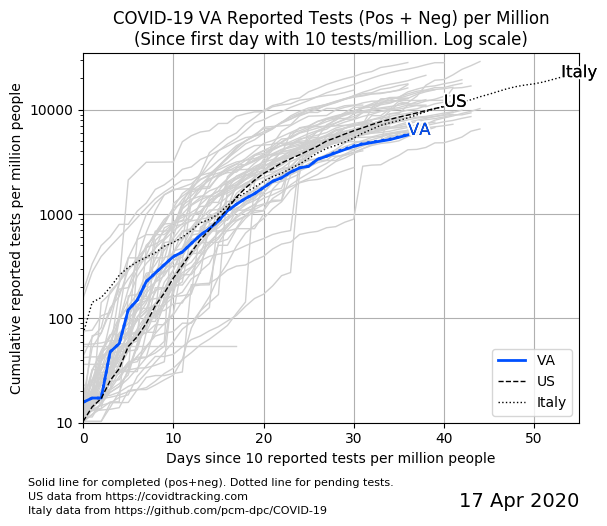 COVID-19 VA Reported Tests (Pos + Neg) per Million
(Since first day with 10 tests/million. Log scale)
Cumulative reported tests per million people
10000
1000
100
10
Italy
US
VA
VA
US
Italy
0
10
20
30
40
50
Days since 10 reported tests per million people
Solid line for completed (pos+neg). Dotted line for pending tests.
US data from https://covidtracking.com
Italy data from https://github.com/pcm-dpc/COVID-19
17 Apr 2020